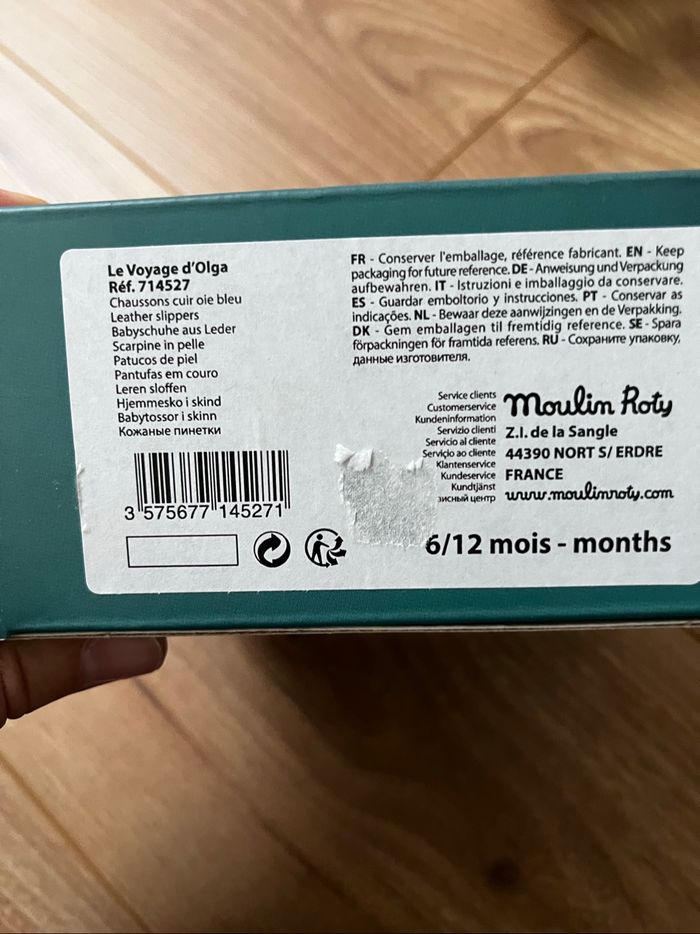 Le Voyage d'Olga
Réf. 714527
Chaussons cuir oie bleu
Leather slippers
Babyschuhe aus Leder
Scarpine in pelle
Patucos de piel
Pantufas em couro
Leren sloffen
Hjemmesko i skind
Babytossor i skinn
Кожаные пинетки
3 575677 145271
FR - Conserver l'emballage, référence fabricant. EN - Keep
packaging for future reference. DE - Anweisung und Verpackung
aufbewahren. IT - Istruzioni e imballaggio da conservare.
ES - Guardar emboltorio y instrucciones. PT - Conservar as
indicações. NL - Bewaar deze aanwijzingen en de Verpakking.
DK - Gem emballagen til fremtidig reference. SE - Spara
förpackningen för framtida referens. RU - Сохраните упаковку,
данные изготовителя.
Service clients
Customerservice
Kundeninformation
Servizio clienti
Servicio al cliente
Serviço ao cliente
Klantenservice
Kundeservice
Kundtjänst
центр
Moulin Roty
Z.I. de la Sangle
44390 NORT S/ ERDRE
FRANCE
www.moulinroty.com
6/12 mois - months